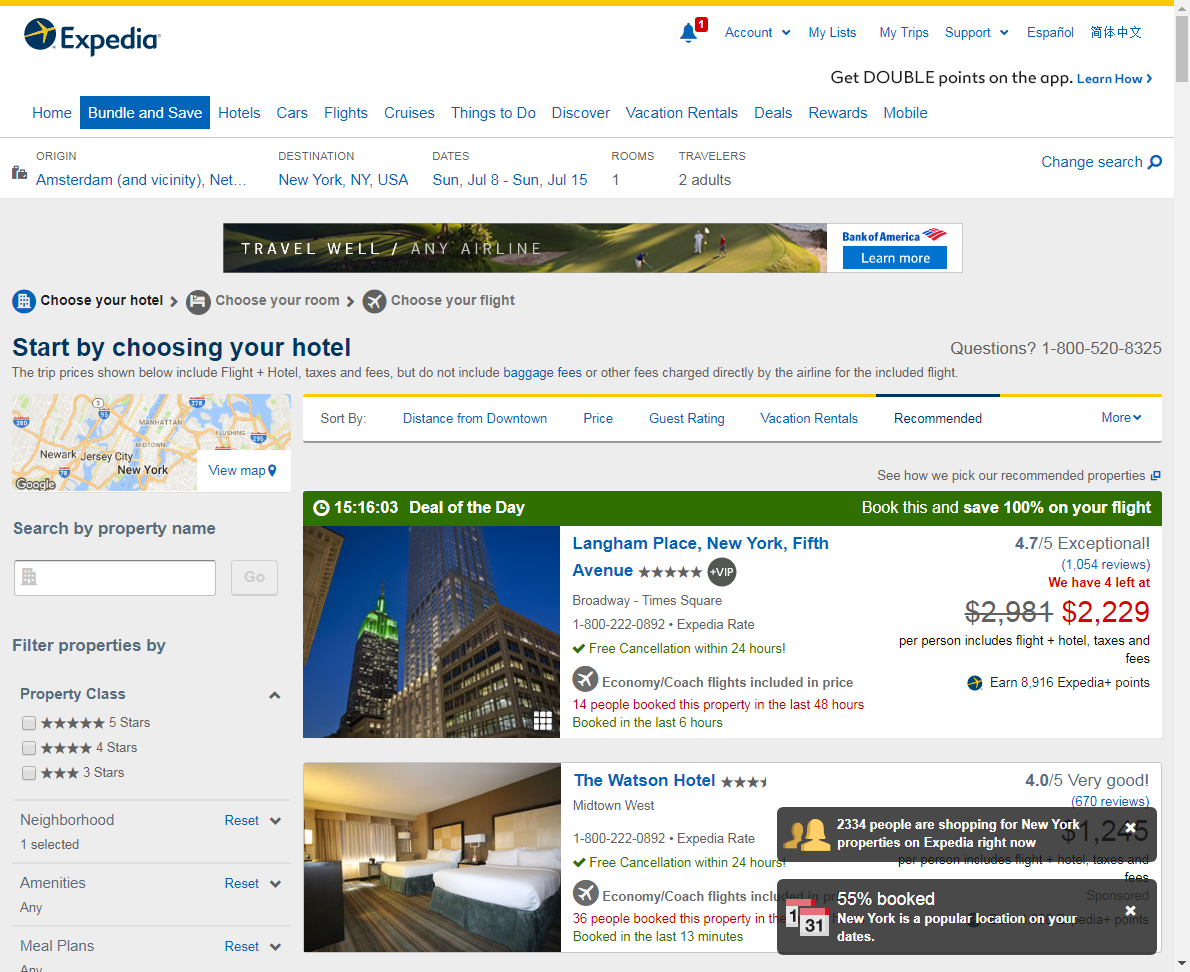 Expedia
1
Account
My Lists
My Trips
Support
Español
简体中文
Get DOUBLE points on the app. Learn How
Home
Bundle and Save
Hotels
Cars
Flights
Cruises
Things to Do
Discover
Vacation Rentals
Deals
Rewards
Mobile
ORIGIN
Amsterdam (and vicinity), Net...
DESTINATION
New York, NY, USA
DATES
Sun, Jul 8 - Sun, Jul 15
ROOMS
1
TRAVELERS
2 adults
Change search
TRAVEL WELL / ANY AIRLINE
Bank of America
Learn more
Choose your hotel
Choose your room
Choose your flight
Start by choosing your hotel
Questions? 1-800-520-8325
The trip prices shown below include Flight + Hotel, taxes and fees, but do not include baggage fees or other fees charged directly by the airline for the included flight.
280
3
95
278
MANHATTAN
FLUSHING
295
MIDTOWN
Newark
Jersey City
New York
78
Google
View map
Sort By:
Distance from Downtown
Price
Guest Rating
Vacation Rentals
Recommended
More
See how we pick our recommended properties
Search by property name
Go
Filter properties by
Property Class
5 Stars
4 Stars
3 Stars
Neighborhood
Reset
1 selected
Amenities
Reset
Any
Meal Plans
Reset
Any
15:16:03 Deal of the Day
Book this and save 100% on your flight
Langham Place, New York, Fifth
Avenue
+VIP
Broadway - Times Square
1-800-222-0892 • Expedia Rate
Free Cancellation within 24 hours!
Economy/Coach flights included in price
14 people booked this property in the last 48 hours
Booked in the last 6 hours
4.7/5 Exceptional!
(1,054 reviews)
We have 4 left at
$2,981 $2,229
per person includes flight + hotel, taxes and
fees
Earn 8,916 Expedia+ points
The Watson Hotel
Midtown West
1-800-222-0892 • Expedia Rate
Free Cancellation within 24 hours!
Economy/Coach flights included in
36 people booked this property in the
Booked in the last 13 minutes
4.0/5 Very good!
(670 reviews)
$1,245
per person includes flight + hotel, taxes and
fees
Sponsored
Expedia+ points
2334 people are shopping for New York
properties on Expedia right now
1
31
55% booked
New York is a popular location on your
dates.